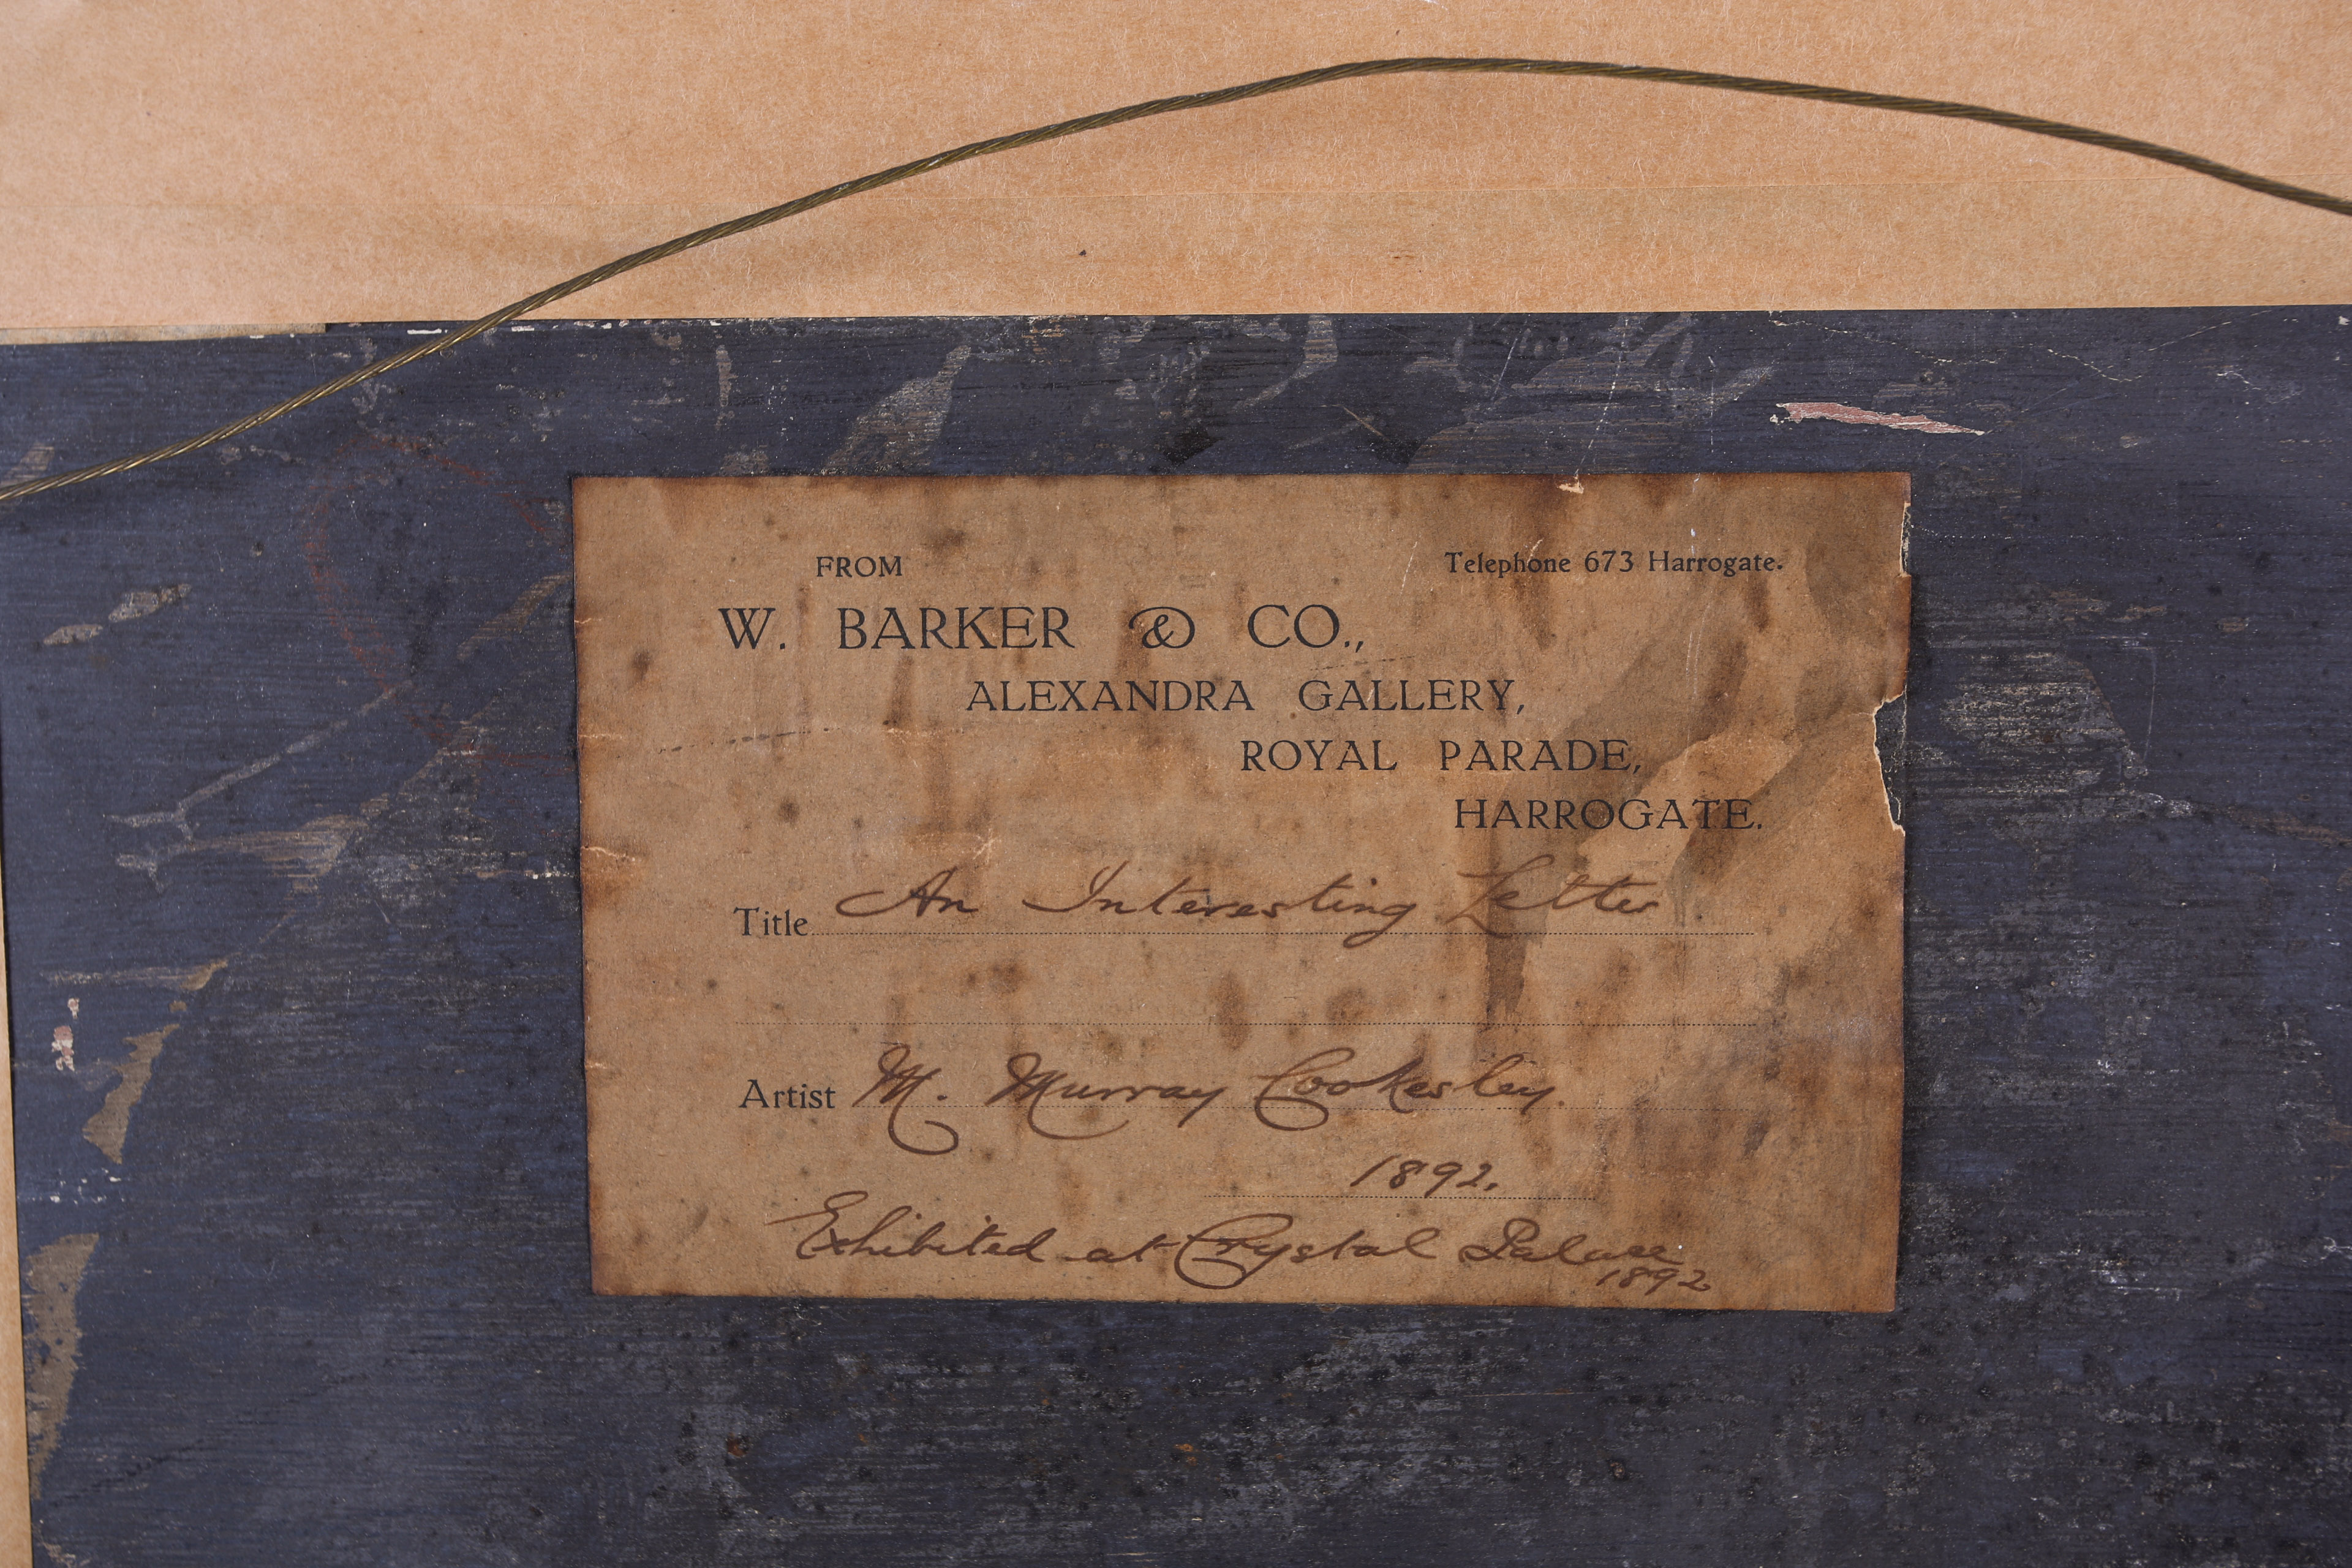 FROM
Telephone 673 Harrogate.
W. BARKER & CO.,
ALEXANDRA GALLERY,
ROYAL PARADE,
HARROGATE.
Title An Interesting Letter
Artist M. Murray Cookesley.
1892.
Exhibited at Crystal Palace
1892